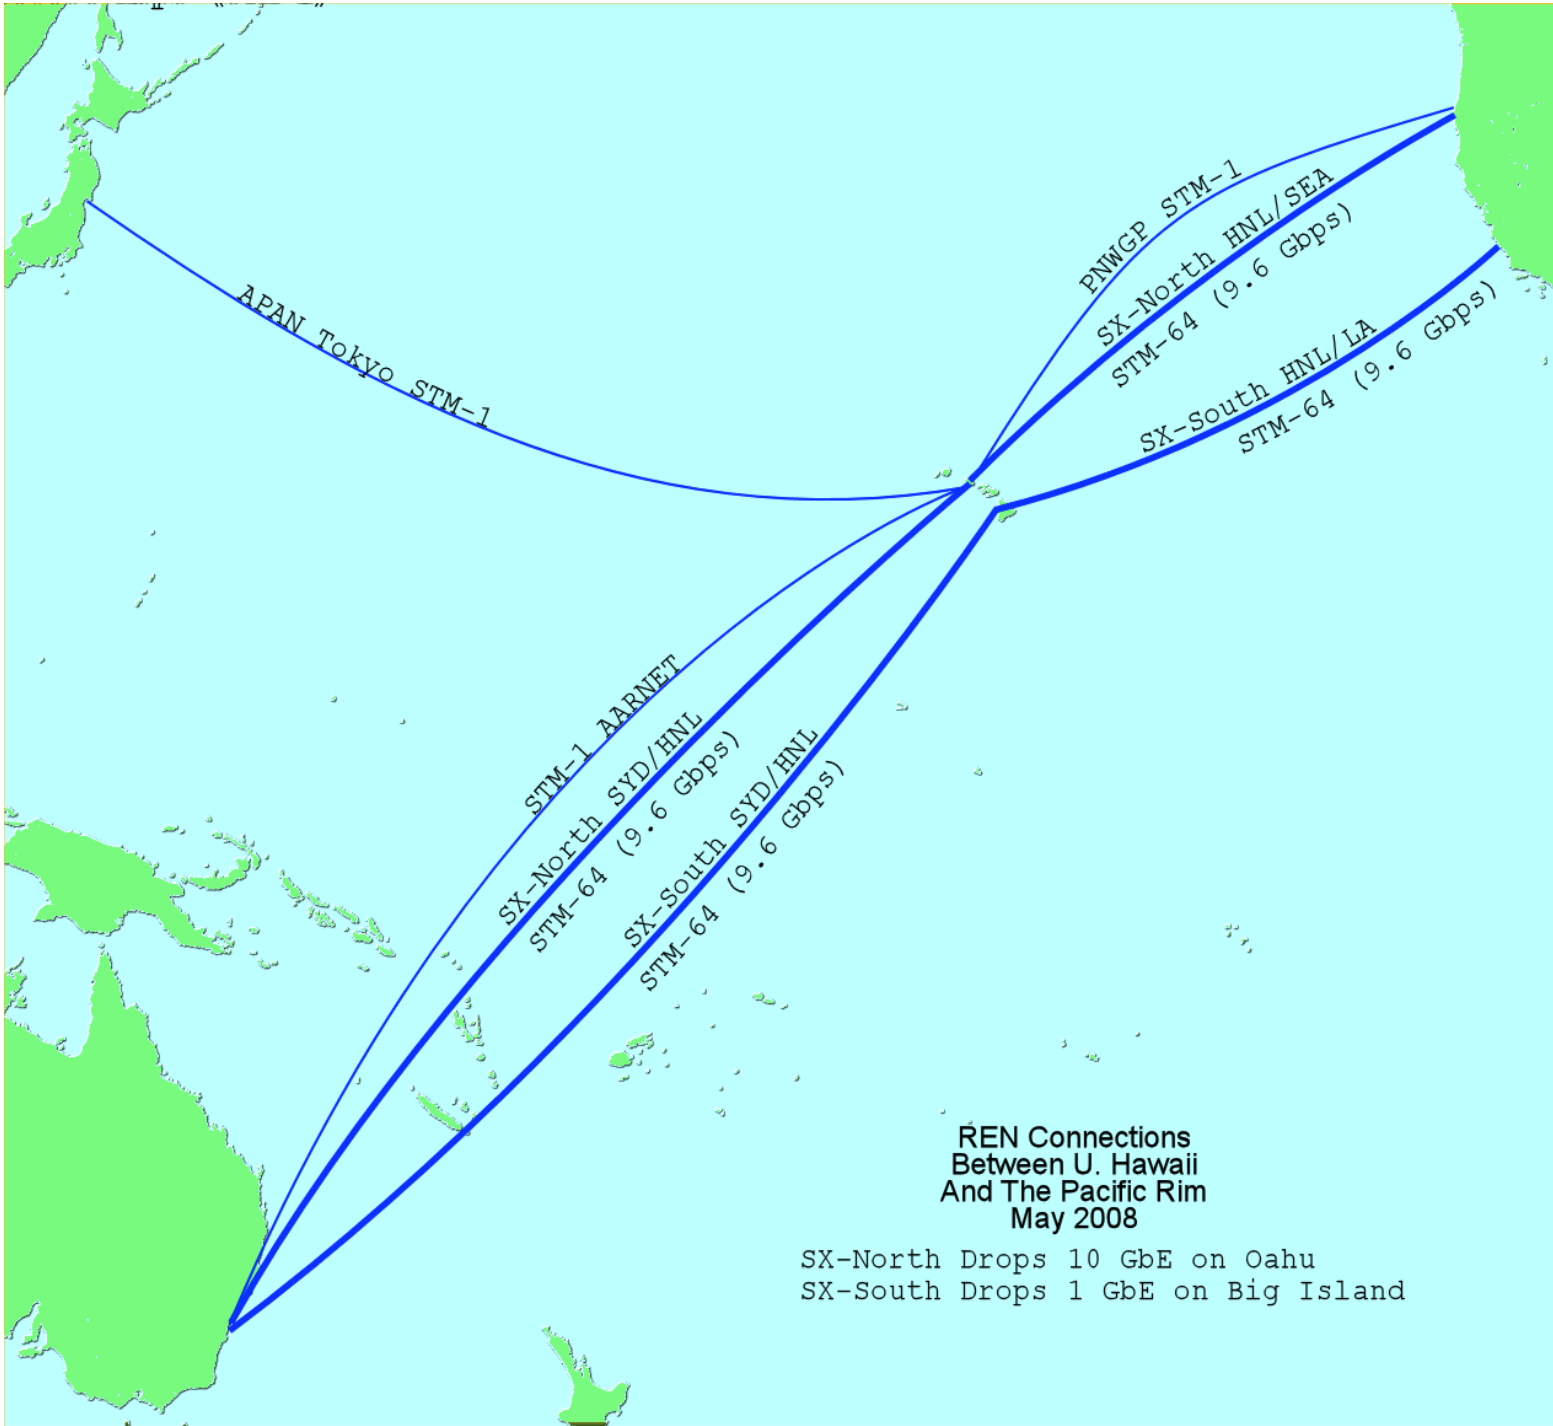 PNWGP STM-1
SX-North HNL/SEA
STM-64 (9.6 Gbps)
SX-South HNL/LA
STM-64 (9.6 Gbps)
APAN Tokyo STM-1
STM-1 AARNET
SX-North SYD/HNL
STM-64 (9.6 Gbps)
SX-South SYD/HNL
STM-64 (9.6 Gbps)
REN Connections
Between U. Hawaii
And The Pacific Rim
May 2008
SX-North Drops 10 GbE on Oahu
SX-South Drops 1 GbE on Big Island